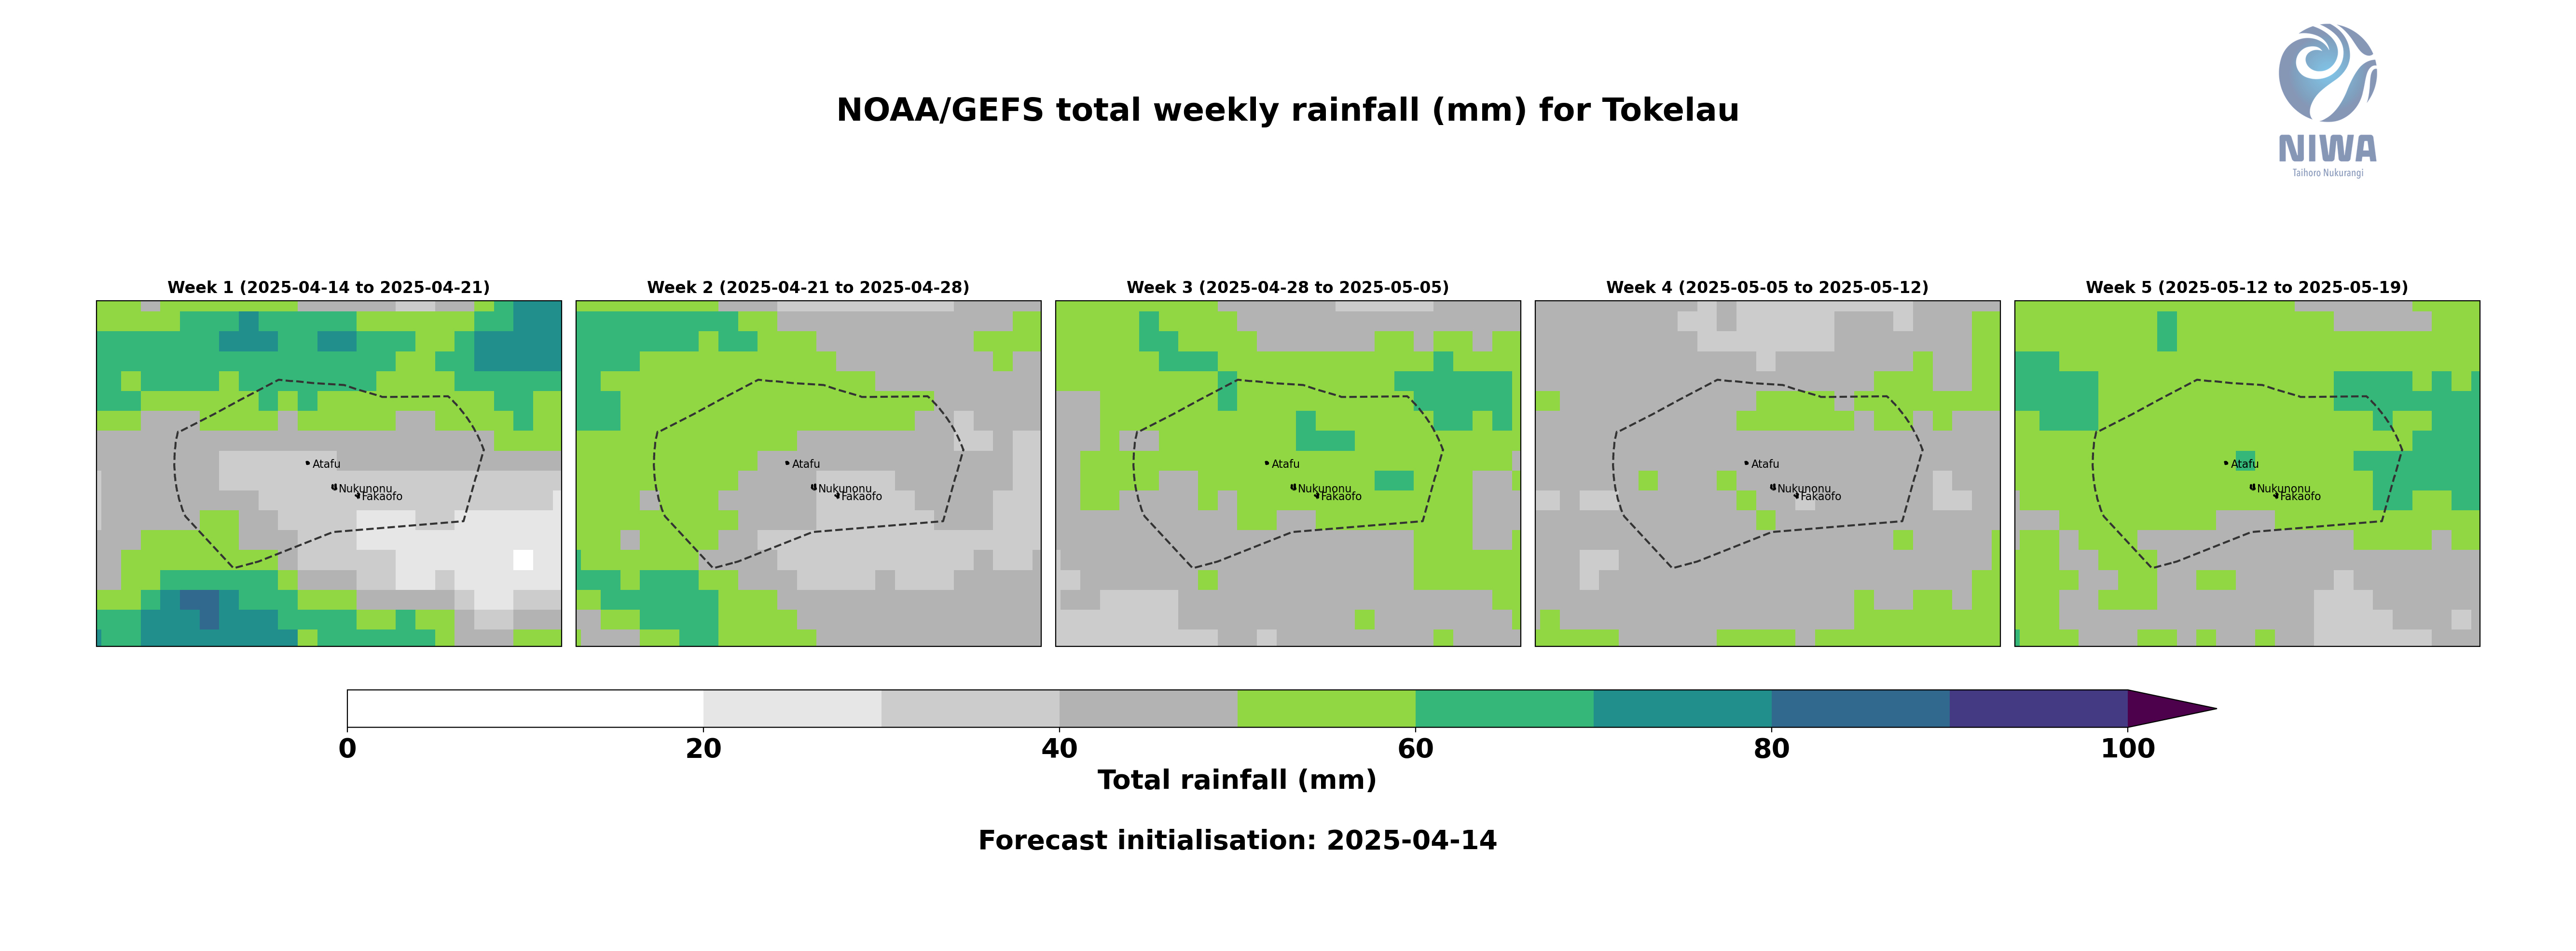 NOAA/GEFS total weekly rainfall (mm) for Tokelau
NIWA
Taihoro Nukurangi
Week 1 (2025-04-14 to 2025-04-21)
Week 2 (2025-04-21 to 2025-04-28)
Week 3 (2025-04-28 to 2025-05-05)
Week 4 (2025-05-05 to 2025-05-12)
Week 5 (2025-05-12 to 2025-05-19)
Atafu
Nukunonu
Fakaofo
Atafu
Nukunonu
Fakaofo
Atafu
Nukunonu
Fakaofo
Atafu
Nukunonu
Fakaofo
Atafu
Nukunonu
Fakaofo
0 20 40 60 80 100
Total rainfall (mm)
Forecast initialisation: 2025-04-14